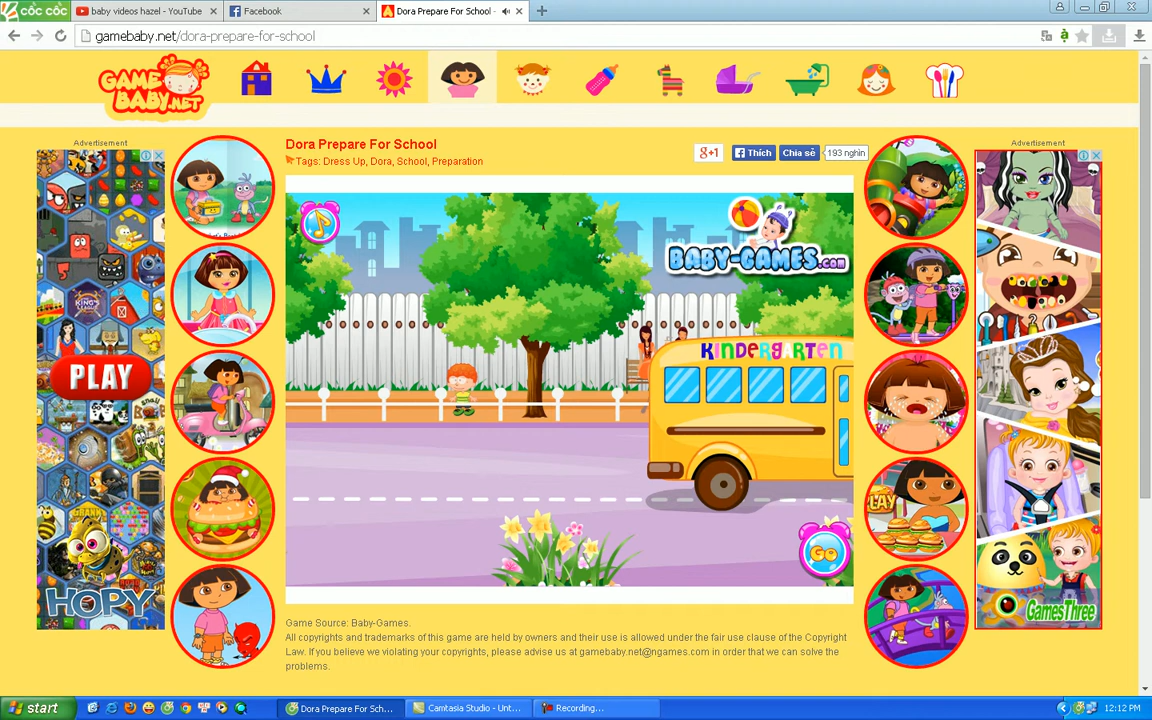 cốc cốc
baby videos hazel - YouTube
Facebook
Dora Prepare For School -
gamebaby.net/dora-prepare-for-school
GAME
BABY.NET
Advertisement
Dora Prepare For School
Tags: Dress Up, Dora, School, Preparation
g+1
Thích
Chia sẻ
193 nghìn
Advertisement
BABY-GAMES.COM
KINDERGARTEN
PLAY
HOPY
Go
PLAY
GamesThree
Game Source: Baby-Games.
All copyrights and trademarks of this game are held by owners and their use is allowed under the fair use clause of the Copyright
Law. If you believe we violating your copyrights, please advise us at gamebaby.net@ngames.com in order that we can solve the
problems.
start
Dora Prepare For Sch...
Camtasia Studio - Unt...
Recording...
12:12 PM